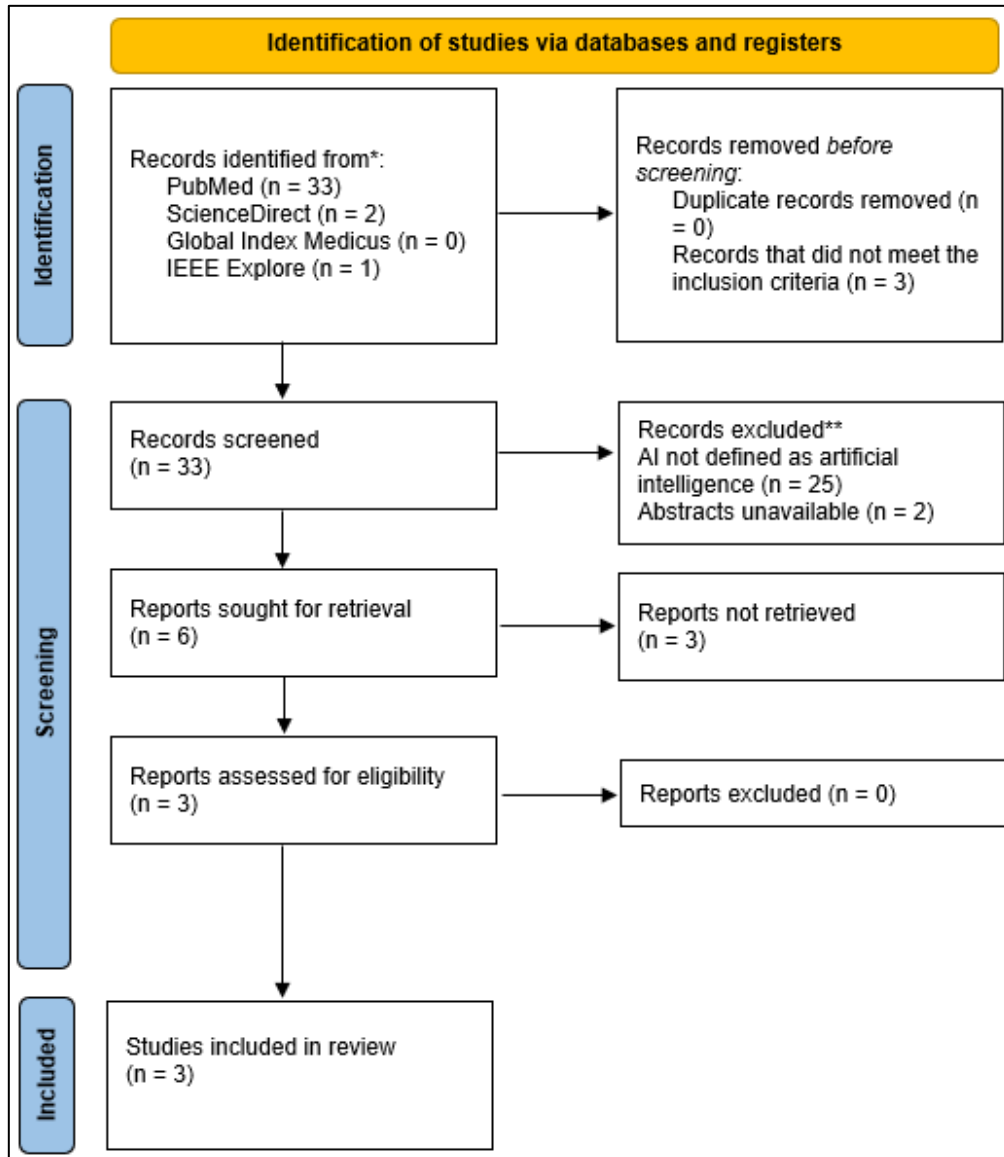 Identification of studies via databases and registers
Identification
Records identified from*:
PubMed (n = 33)
ScienceDirect (n = 2)
Global Index Medicus (n = 0)
IEEE Explore (n = 1)
Records removed before
screening:
Duplicate records removed (n
= 0)
Records that did not meet the
inclusion criteria (n = 3)
Screening
Records screened
(n = 33)
Records excluded**
AI not defined as artificial
intelligence (n = 25)
Abstracts unavailable (n = 2)
Reports sought for retrieval
(n = 6)
Reports not retrieved
(n = 3)
Reports assessed for eligibility
(n = 3)
Reports excluded (n = 0)
Included
Studies included in review
(n = 3)